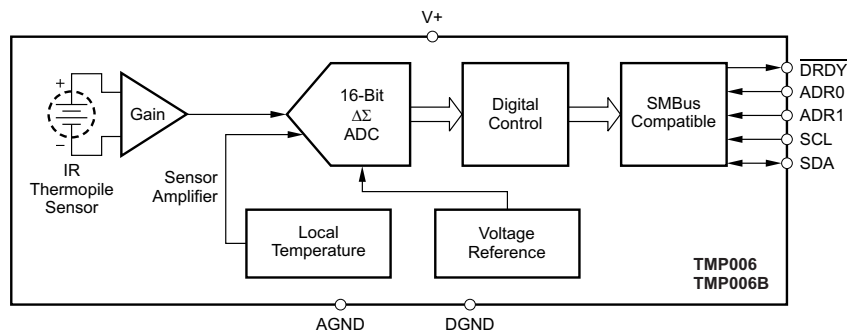 V+
+
−
IR
Thermopile
Sensor
Gain
Sensor
Amplifier
16-Bit
ΔΣ
ADC
Local
Temperature
Voltage
Reference
Digital
Control
SMBus
Compatible
DRDY
ADR0
ADR1
SCL
SDA
TMP006
TMP006B
AGND
DGND